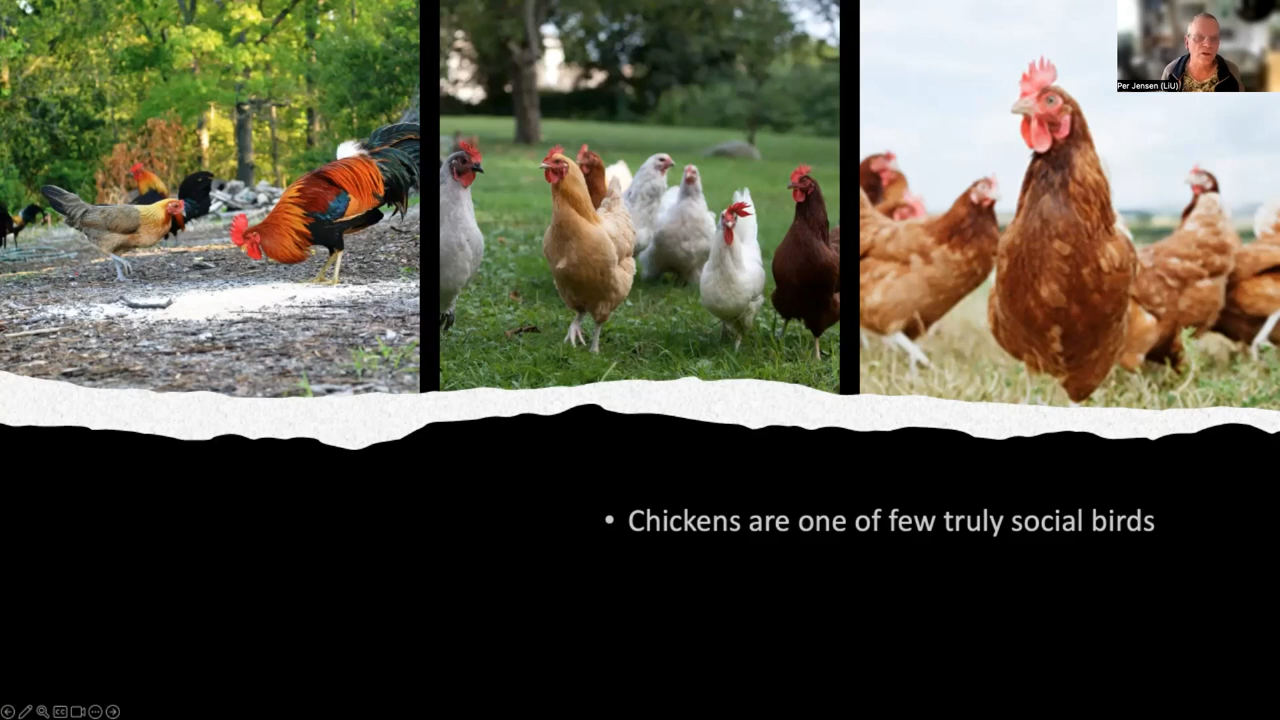 Per Jensen (LiU)
• Chickens are one of few truly social birds